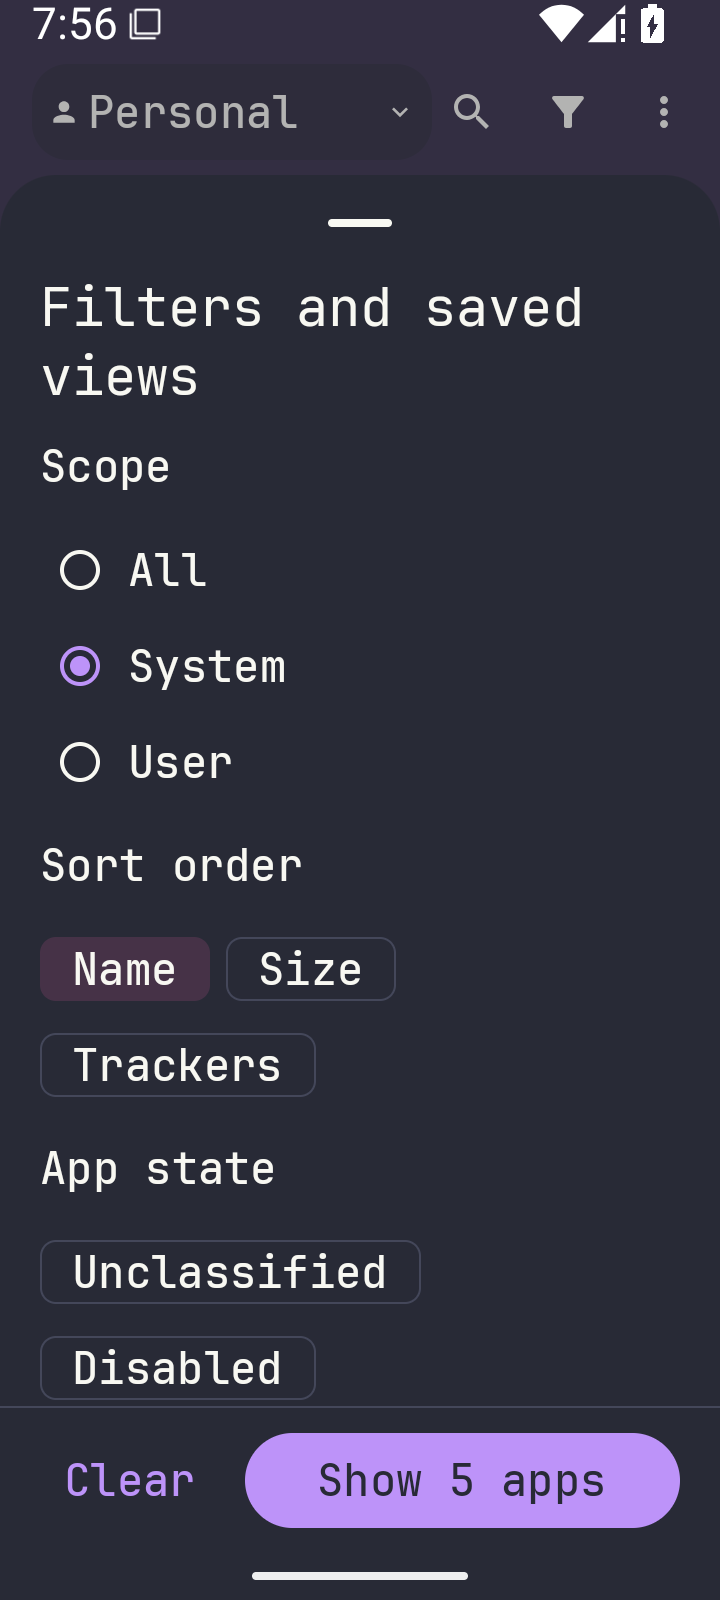 7:56
Personal
Filters and saved
views
Scope
All
System
User
Sort order
Name Size
Trackers
App state
Unclassified
Disabled
Clear Show 5 apps